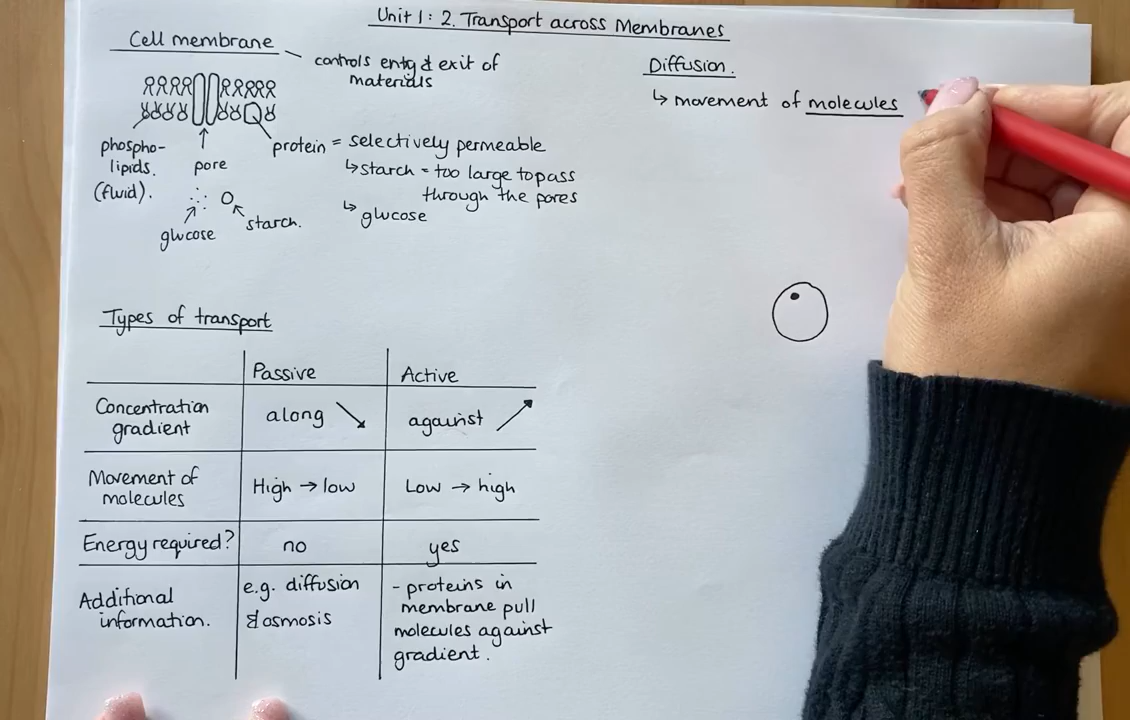 Unit 1: 2. Transport across Membranes
Cell membrane
controls entry & exit of
materials
phospho-
lipids.
(fluid).
pore
protein = selectively permeable
↳ starch = too large to pass
through the pores
↳ glucose
glucose
starch.
Types of transport
Passive
Active
Concentration
gradient
along ↘
against ↗
Movement of
molecules
High → low
Low → high
Energy required?
no
yes
Additional
information.
e.g. diffusion
& osmosis
- proteins in
membrane pull
molecules against
gradient.
Diffusion.
↳ movement of molecules